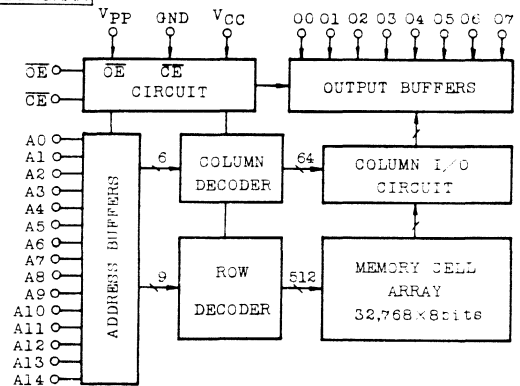 VPP GND VCC O0 O1 O2 O3 O4 O5 O6 O7
OE
CE
OE CE
CIRCUIT
OUTPUT BUFFERS
A0
A1
A2
A3
A4
A5
A6
A7
A8
A9
A10
A11
A12
A13
A14
ADDRESS BUFFERS
6
COLUMN
DECODER
64
COLUMN I/O
CIRCUIT
9
ROW
DECODER
512
MEMORY CELL
ARRAY
32,768×8bits